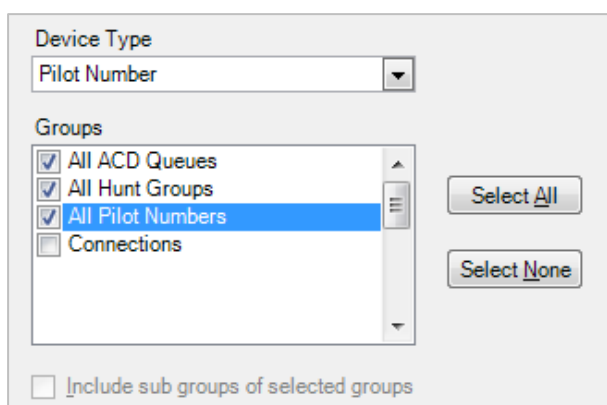 Device Type
Pilot Number
Groups
All ACD Queues
All Hunt Groups
All Pilot Numbers
Connections
Select All
Select None
Include sub groups of selected groups